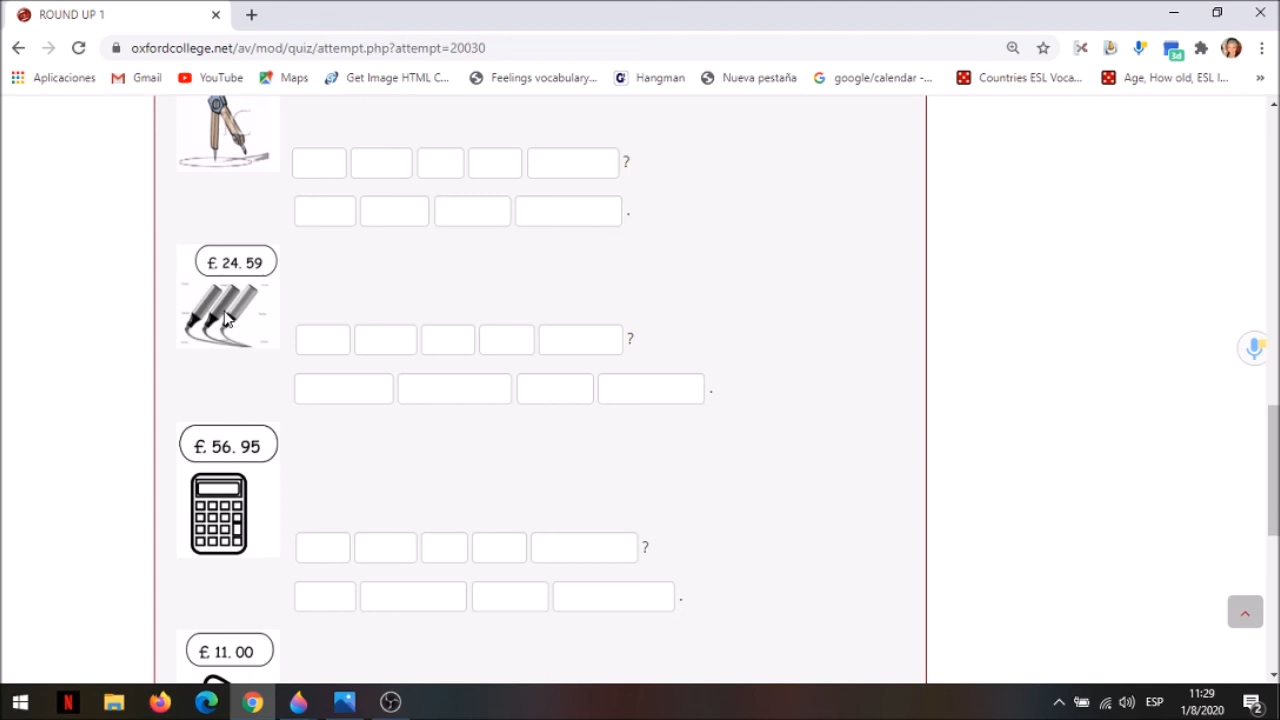 ROUND UP 1
oxfordcollege.net/av/mod/quiz/attempt.php?attempt=20030
3d
Aplicaciones Gmail YouTube Maps Get Image HTML C... Feelings vocabulary... Hangman Nueva pestaña google/calendar -... Countries ESL Voca... Age, How old, ESL I... »
?
.
£ 24. 59
?
.
£ 56. 95
?
.
£ 11. 00
ESP 11:29
1/8/2020
2